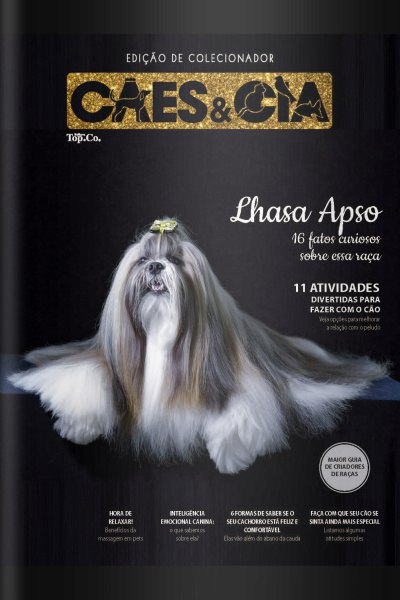 EDIÇÃO DE COLECIONADOR
CÃES & CIA
Top.Co.
Lhasa Apso
16 fatos curiosos
sobre essa raça
11 ATIVIDADES
DIVERTIDAS PARA
FAZER COM O CÃO
Veja opções para melhorar
a relação com o peludo
MAIOR GUIA
DE CRIADORES
DE RAÇAS
HORA DE
RELAXAR!
Benefícios da
massagem em pets
INTELIGÊNCIA
EMOCIONAL CANINA:
o que sabemos
sobre ela?
6 FORMAS DE SABER SE O
SEU CACHORRO ESTÁ FELIZ E
CONFORTÁVEL
Elas vão além do abano da cauda
FAÇA COM QUE SEU CÃO SE
SINTA AINDA MAIS ESPECIAL
Listamos algumas
atitudes simples